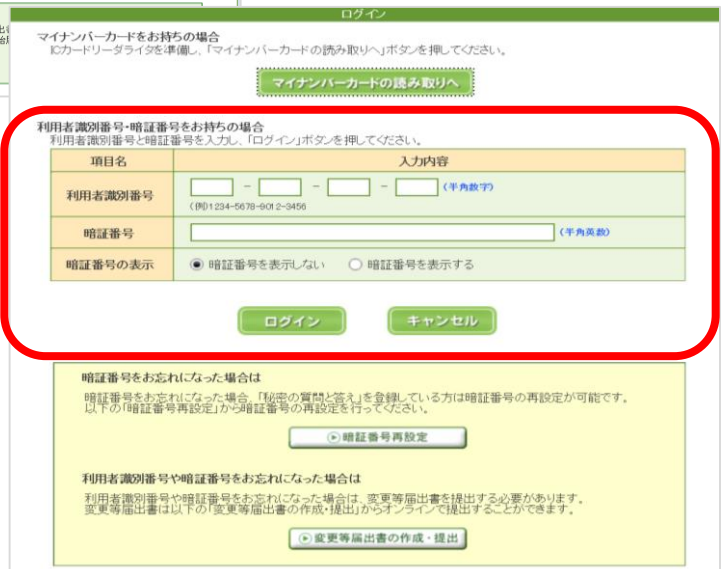 ログイン
マイナンバーカードをお持ちの場合
ICカードリーダライタを準備し、「マイナンバーカードの読み取りへ」ボタンを押してください。
マイナンバーカードの読み取りへ
利用者識別番号・暗証番号をお持ちの場合
利用者識別番号と暗証番号を入力し、「ログイン」ボタンを押してください。
項目名 入力内容
利用者識別番号 - - - (半角数字)
(例)1234-5678-9012-3456
暗証番号 (半角英数)
暗証番号の表示 暗証番号を表示しない 暗証番号を表示する
ログイン キャンセル
暗証番号をお忘れになった場合は
暗証番号をお忘れになった場合、「秘密の質問と答え」を登録している方は暗証番号の再設定が可能です。
以下の「暗証番号再設定」から暗証番号の再設定を行ってください。
暗証番号再設定
利用者識別番号や暗証番号をお忘れになった場合は
利用者識別番号や暗証番号をお忘れになった場合は、変更等届出書を提出する必要があります。
変更等届出書は以下の「変更等届出書の作成・提出」からオンラインで提出することができます。
変更等届出書の作成・提出